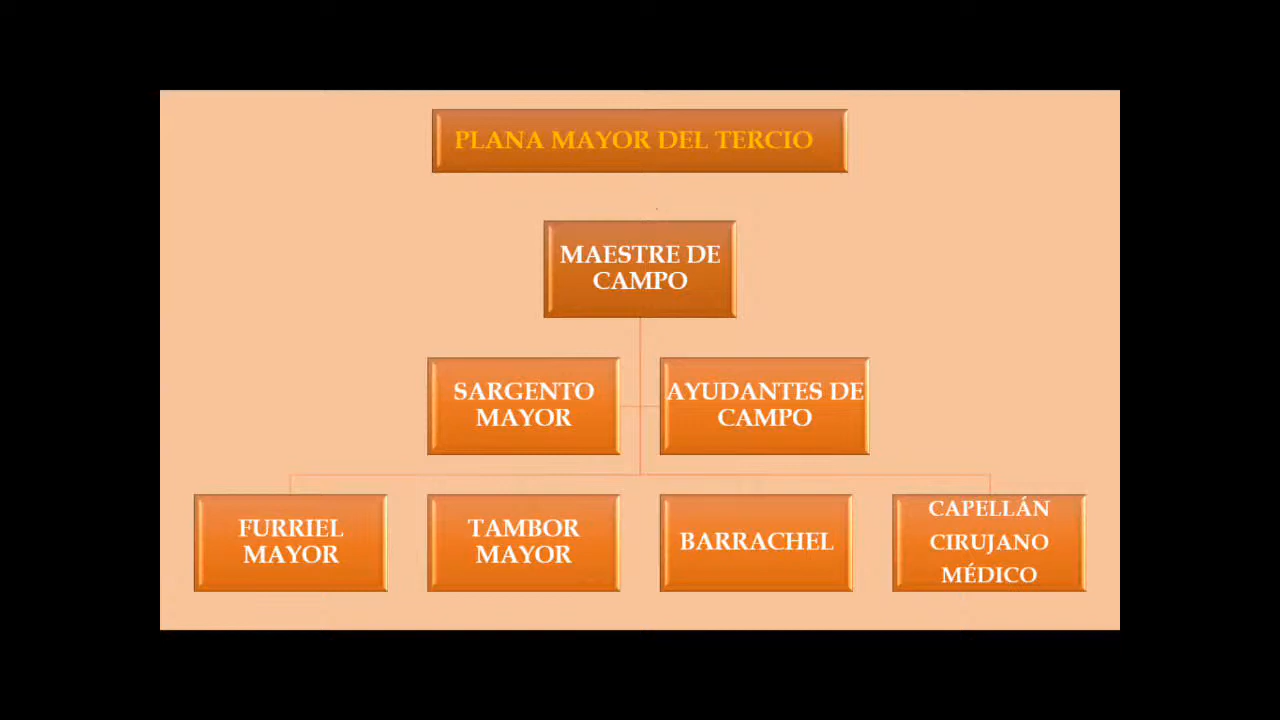 PLANA MAYOR DEL TERCIO
MAESTRE DE
CAMPO
SARGENTO
MAYOR
AYUDANTES DE
CAMPO
FURRIEL
MAYOR
TAMBOR
MAYOR
BARRACHEL
CAPELLÁN
CIRUJANO
MÉDICO